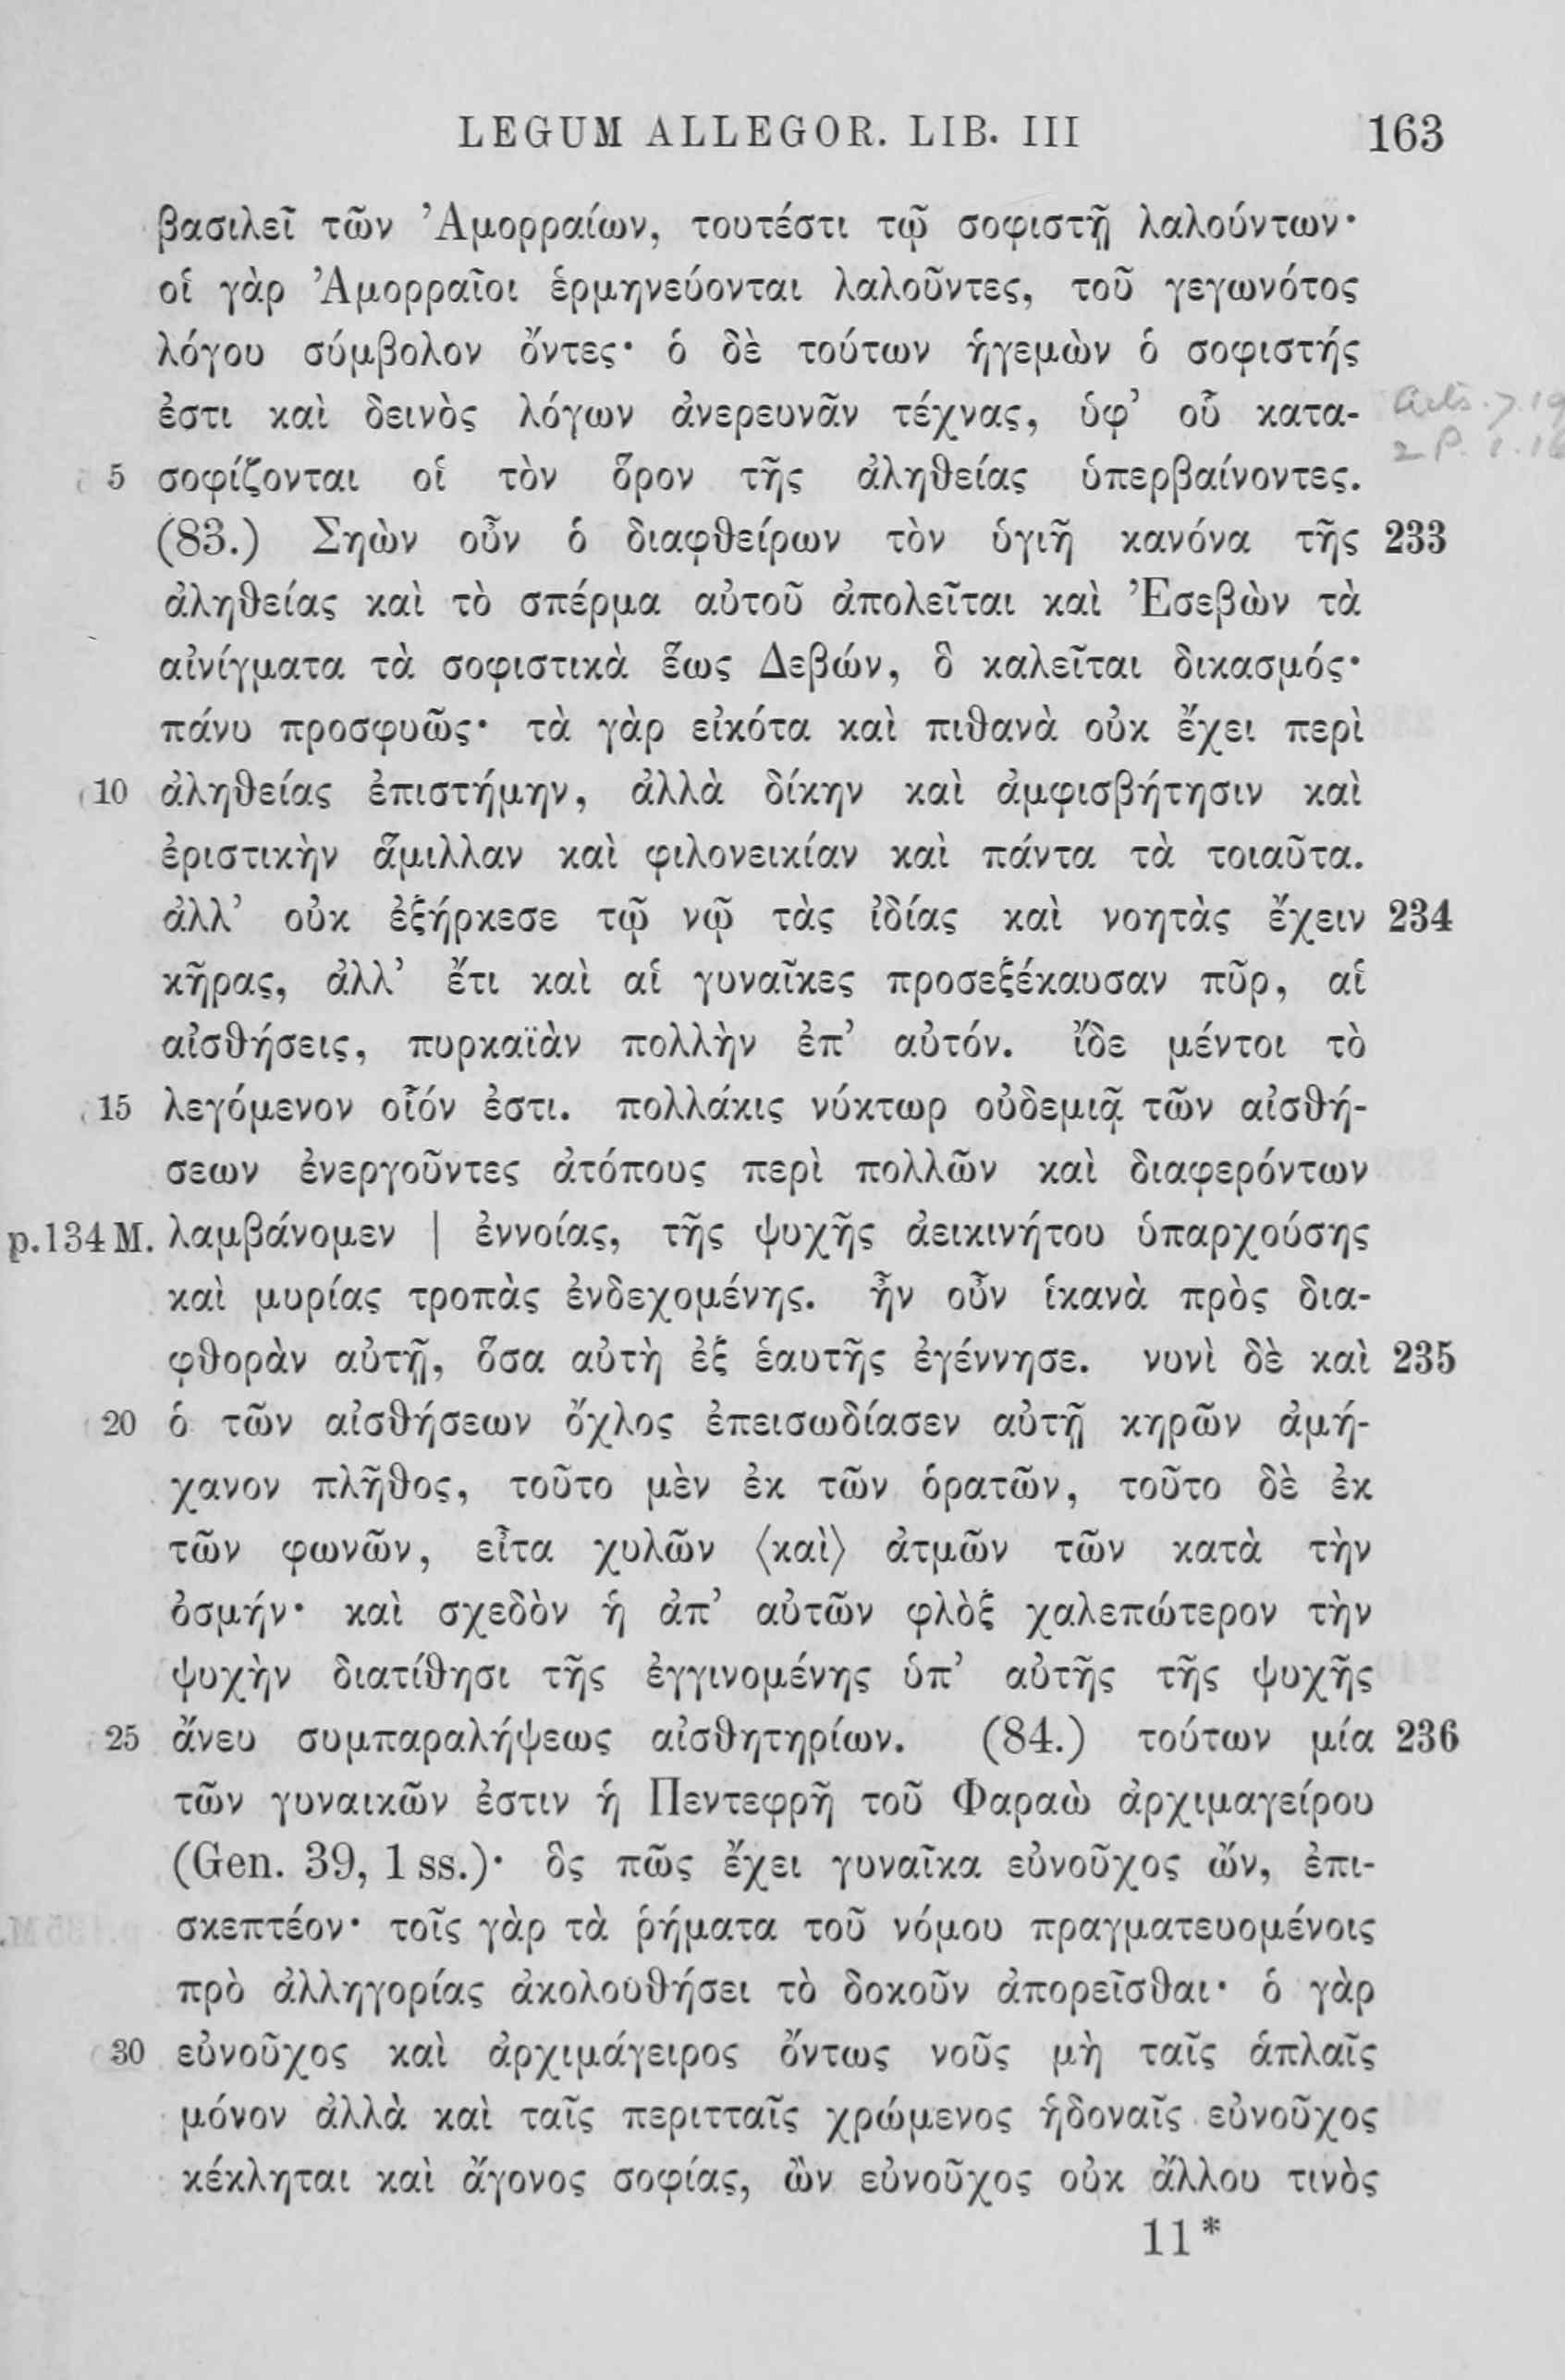 LEGUM ALLEGOR. LIB. III 163
βασιλεῖ τῶν Ἀμορραίων, τουτέστι τῷ σοφιστῇ λαλούντων·
οἱ γὰρ Ἀμορραῖοι ἑρμηνεύονται λαλοῦντες, τοῦ γεγωνότος
λόγου σύμβολον ὄντες· ὁ δὲ τούτων ἡγεμὼν ὁ σοφιστής
ἐστι καὶ δεινὸς λόγων ἀνερευνᾶν τέχνας, ὑφ’ οὗ κατα-
5 σοφίζονται οἱ τὸν ὅρον τῆς ἀληθείας ὑπερβαίνοντες.
(83.) Σηὼν οὖν ὁ διαφθείρων τὸν ὑγιῆ κανόνα τῆς 233
ἀληθείας καὶ τὸ σπέρμα αὐτοῦ ἀπολεῖται καὶ Ἐσεβὼν τὰ
αἰνίγματα τὰ σοφιστικὰ ἕως Δεβών, ὃ καλεῖται δικασμός·
πάνυ προσφυῶς· τὰ γὰρ εἰκότα καὶ πιθανὰ οὐκ ἔχει περὶ
10 ἀληθείας ἐπιστήμην, ἀλλὰ δίκην καὶ ἀμφισβήτησιν καὶ
ἐριστικὴν ἅμιλλαν καὶ φιλονεικίαν καὶ πάντα τὰ τοιαῦτα.
ἀλλ’ οὐκ ἐξήρκεσε τῷ νῷ τὰς ἰδίας καὶ νοητὰς ἔχειν 234
κῆρας, ἀλλ’ ἔτι καὶ αἱ γυναῖκες προσεξέκαυσαν πῦρ, αἱ
αἰσθήσεις, πυρκαϊὰν πολλὴν ἐπ’ αὐτόν. ἴδε μέντοι τὸ
15 λεγόμενον οἷόν ἐστι. πολλάκις νύκτωρ οὐδεμιᾷ τῶν αἰσθή-
σεων ἐνεργοῦντες ἀτόπους περὶ πολλῶν καὶ διαφερόντων
p.134 M. λαμβάνομεν | ἐννοίας, τῆς ψυχῆς ἀεικινήτου ὑπαρχούσης
καὶ μυρίας τροπὰς ἐνδεχομένης. ἦν οὖν ἱκανὰ πρὸς δια-
φθορὰν αὐτῇ, ὅσα αὐτὴ ἐξ ἑαυτῆς ἐγέννησε. νυνὶ δὲ καὶ 235
20 ὁ τῶν αἰσθήσεων ὄχλος ἐπεισωδίασεν αὐτῇ κηρῶν ἀμή-
χανον πλῆθος, τοῦτο μὲν ἐκ τῶν ὁρατῶν, τοῦτο δὲ ἐκ
τῶν φωνῶν, εἶτα χυλῶν ⟨καὶ⟩ ἀτμῶν τῶν κατὰ τὴν
ὀσμήν· καὶ σχεδὸν ἡ ἀπ’ αὐτῶν φλὸξ χαλεπώτερον τὴν
ψυχὴν διατίθησι τῆς ἐγγινομένης ὑπ’ αὐτῆς τῆς ψυχῆς
25 ἄνευ συμπαραλήψεως αἰσθητηρίων. (84.) τούτων μία 236
τῶν γυναικῶν ἐστιν ἡ Πεντεφρῆ τοῦ Φαραὼ ἀρχιμαγείρου
(Gen. 39, 1 ss.)· ὃς πῶς ἔχει γυναῖκα εὐνοῦχος ὤν, ἐπι-
σκεπτέον· τοῖς γὰρ τὰ ῥήματα τοῦ νόμου πραγματευομένοις
πρὸ ἀλληγορίας ἀκολουθήσει τὸ δοκοῦν ἀπορεῖσθαι· ὁ γὰρ
30 εὐνοῦχος καὶ ἀρχιμάγειρος ὄντως νοῦς μὴ ταῖς ἁπλαῖς
μόνον ἀλλὰ καὶ ταῖς περιτταῖς χρώμενος ἡδοναῖς εὐνοῦχος
κέκληται καὶ ἄγονος σοφίας, ὢν εὐνοῦχος οὐκ ἄλλου τινὸς
11*
Acts. 7. 19
2 P. 1. 16